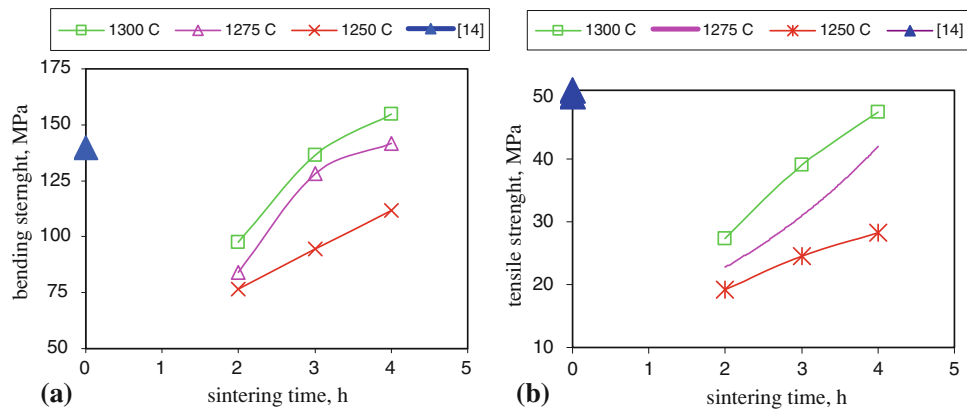 1300 C 1275 C 1250 C [14]
175
150
125
100
75
50
bending sternght, MPa
0 1 2 3 4 5
sintering time, h
(a)
1300 C 1275 C 1250 C [14]
50
40
30
20
10
tensile strenght, MPa
0 1 2 3 4 5
sintering time, h
(b)